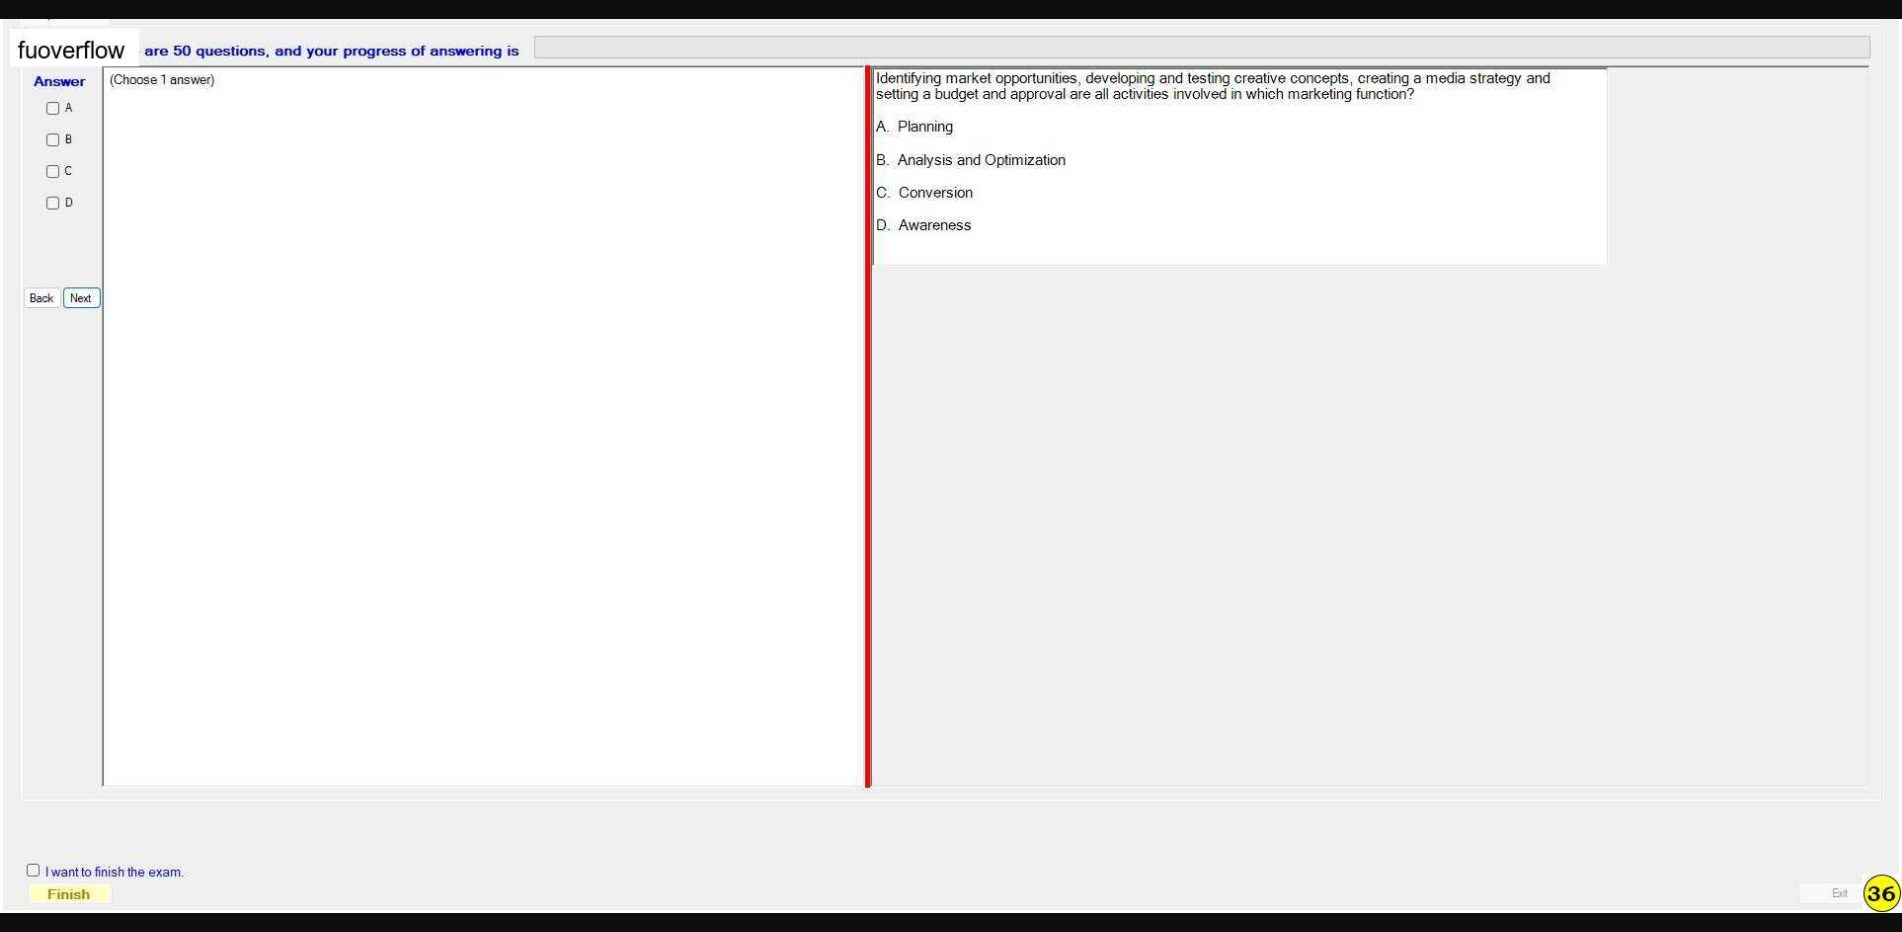 fuoverflow are 50 questions, and your progress of answering is
Answer
(Choose 1 answer)
A
B
C
D
Back Next
Identifying market opportunities, developing and testing creative concepts, creating a media strategy and
setting a budget and approval are all activities involved in which marketing function?
A. Planning
B. Analysis and Optimization
C. Conversion
D. Awareness
I want to finish the exam.
Finish
Exit
36